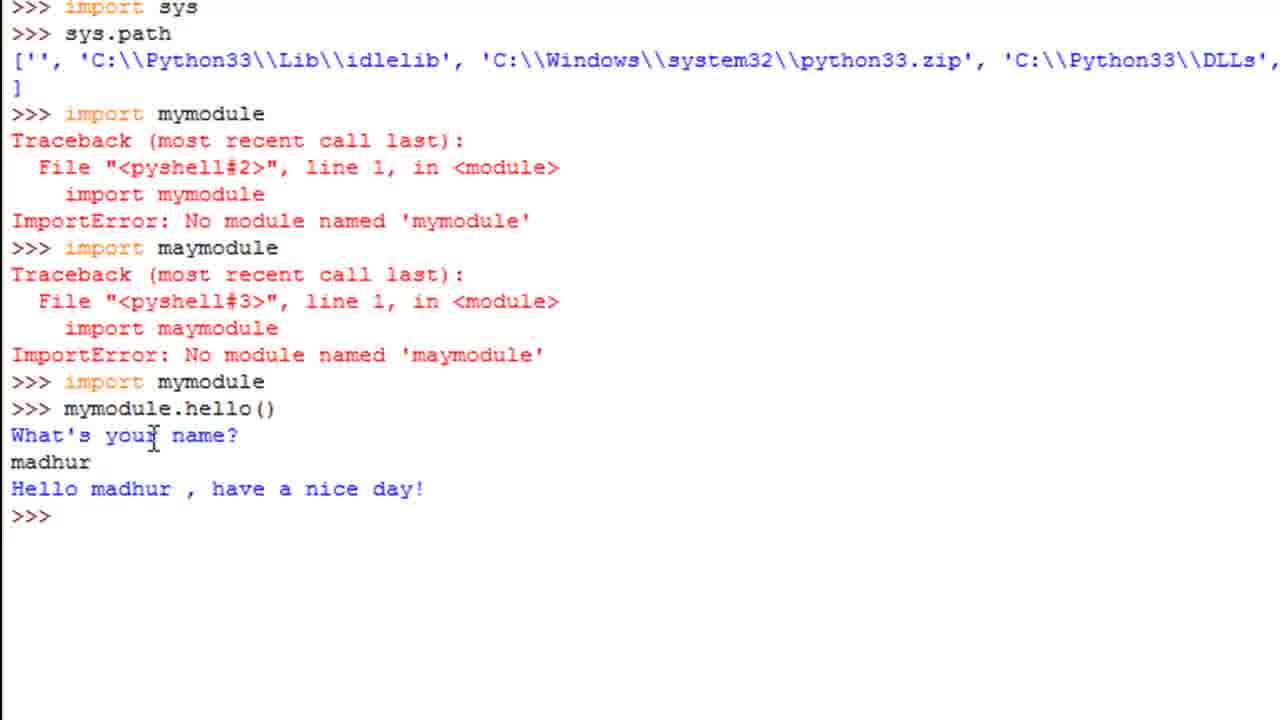 >>> import sys
>>> sys.path
['', 'C:\\Python33\\Lib\\idlelib', 'C:\\Windows\\system32\\python33.zip', 'C:\\Python33\\DLLs',
]
>>> import mymodule
Traceback (most recent call last):
  File "<pyshell#2>", line 1, in <module>
    import mymodule
ImportError: No module named 'mymodule'
>>> import maymodule
Traceback (most recent call last):
  File "<pyshell#3>", line 1, in <module>
    import maymodule
ImportError: No module named 'maymodule'
>>> import mymodule
>>> mymodule.hello()
What's your name?
madhur
Hello madhur , have a nice day!
>>>